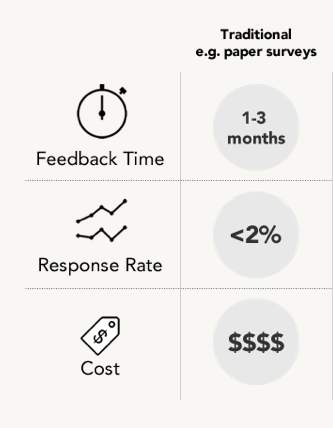 Traditional
e.g. paper surveys
1-3
months
Feedback Time
<2%
Response Rate
$
$$$$
Cost